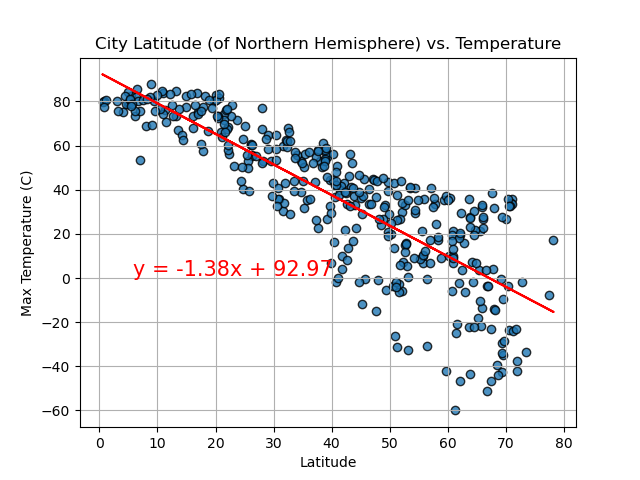 City Latitude (of Northern Hemisphere) vs. Temperature
Max Temperature (C)
80
60
40
20
0
−20
−40
−60
y = -1.38x + 92.97
0 10 20 30 40 50 60 70 80
Latitude